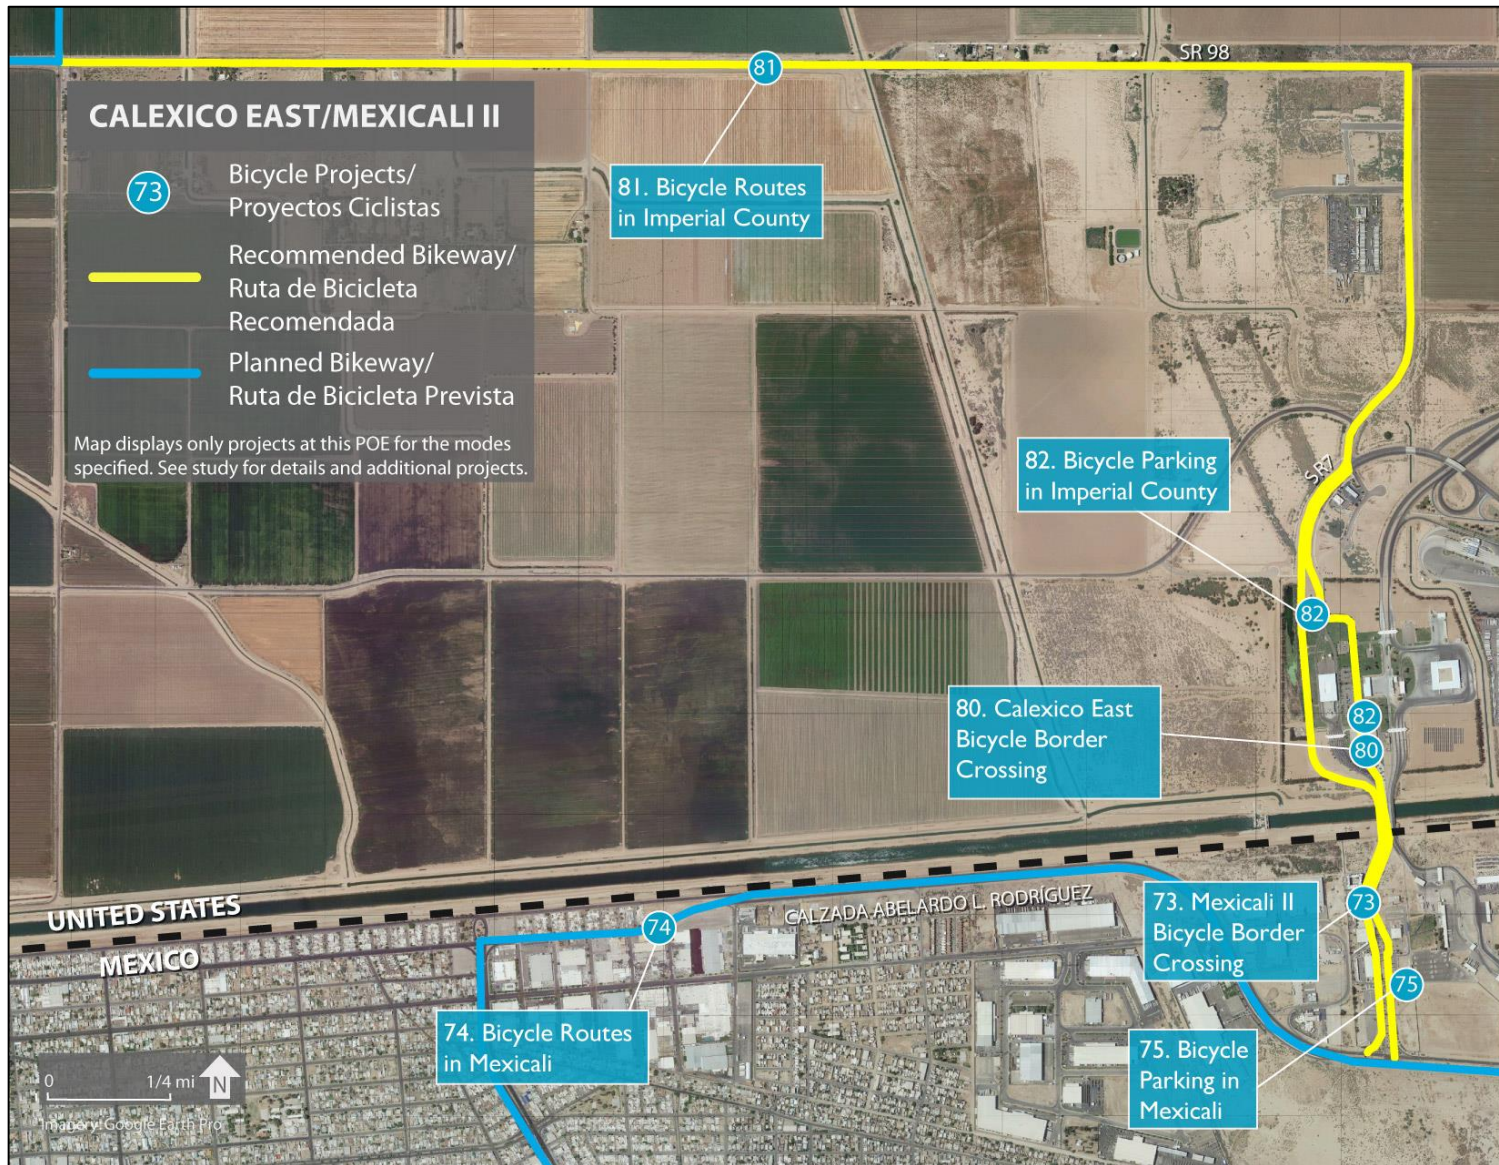 SR 98
81
CALEXICO EAST/MEXICALI II
73
Bicycle Projects/
Proyectos Ciclistas
Recommended Bikeway/
Ruta de Bicicleta
Recomendada
Planned Bikeway/
Ruta de Bicicleta Prevista
Map displays only projects at this POE for the modes
specified. See study for details and additional projects.
81. Bicycle Routes
in Imperial County
82. Bicycle Parking
in Imperial County
SR7
82
80. Calexico East
Bicycle Border
Crossing
82
80
UNITED STATES
MEXICO
CALZADA ABELARDO L. RODRÍGUEZ
74
73. Mexicali II
Bicycle Border
Crossing
73
75
74. Bicycle Routes
in Mexicali
75. Bicycle
Parking in
Mexicali
0
1/4 mi
N
Imagery: Google Earth Pro